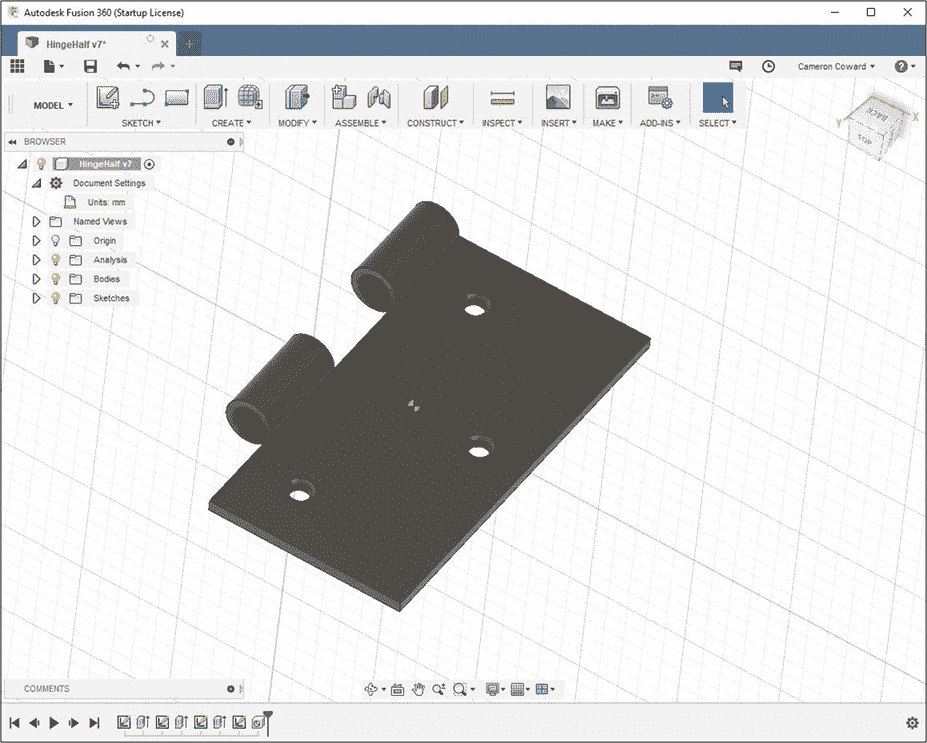 Autodesk Fusion 360 (Startup License)
HingeHalf v7*
Cameron Coward
MODEL
SKETCH
CREATE
MODIFY
ASSEMBLE
CONSTRUCT
INSPECT
INSERT
MAKE
ADD-INS
SELECT
BACK
TOP
Y
X
BROWSER
HingeHalf v7
Document Settings
Units: mm
Named Views
Origin
Analysis
Bodies
Sketches
COMMENTS